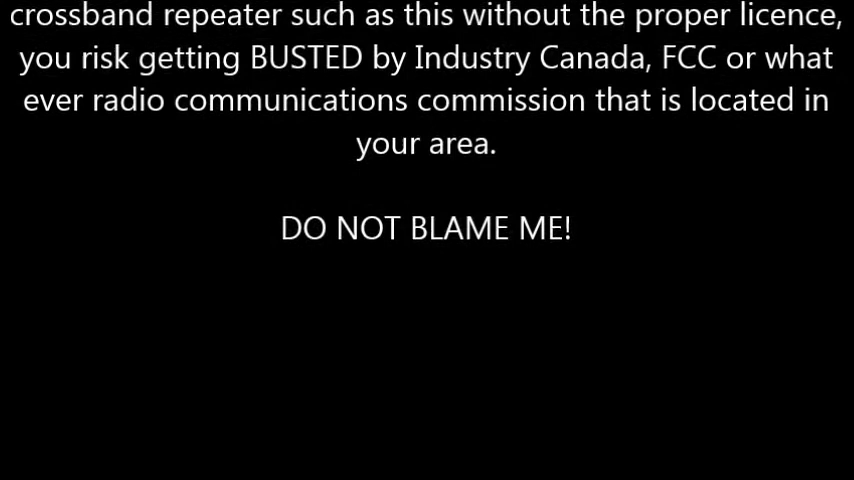 crossband repeater such as this without the proper licence,
you risk getting BUSTED by Industry Canada, FCC or what
ever radio communications commission that is located in
your area.
DO NOT BLAME ME!